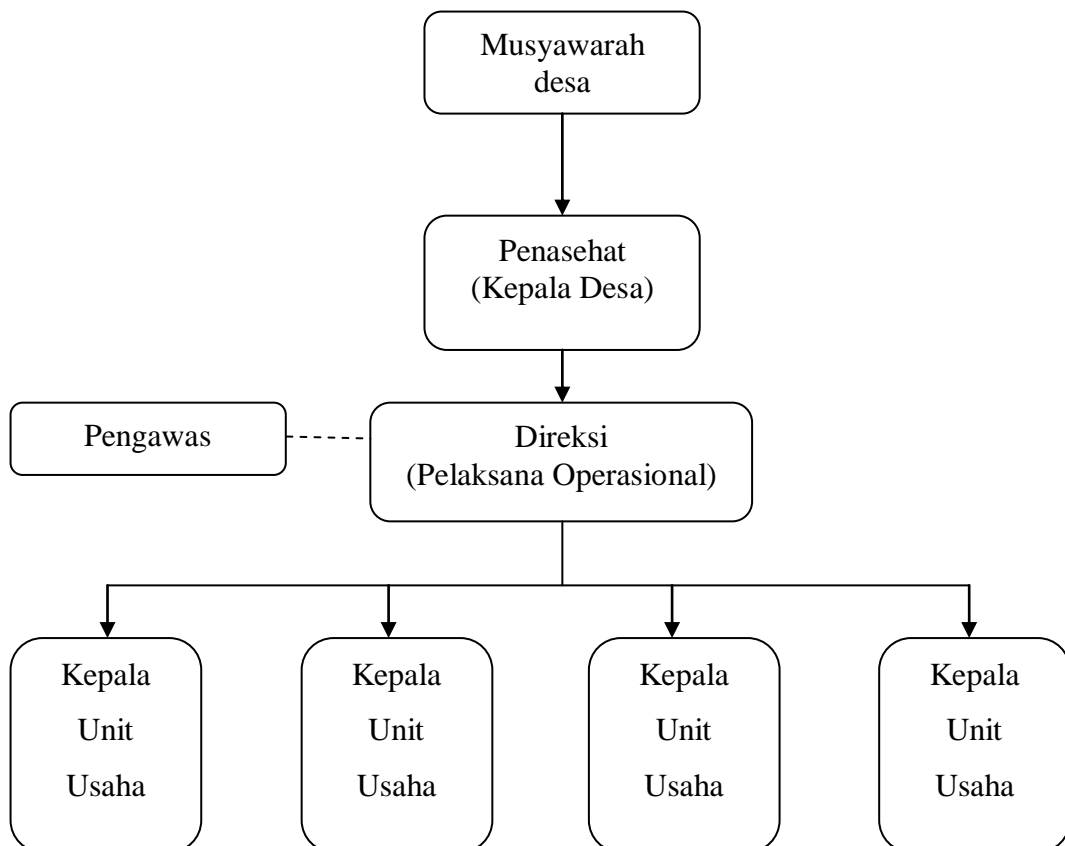 Musyawarah
desa
Penasehat
(Kepala Desa)
Pengawas
Direksi
(Pelaksana Operasional)
Kepala
Unit
Usaha
Kepala
Unit
Usaha
Kepala
Unit
Usaha
Kepala
Unit
Usaha